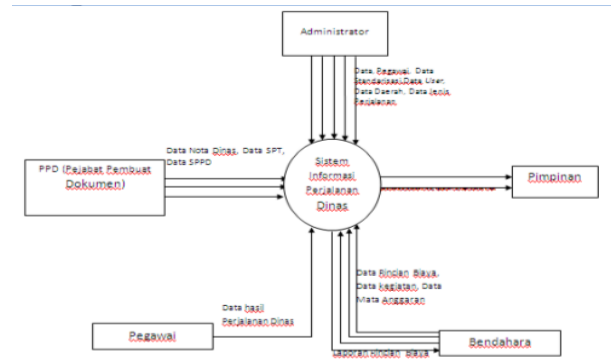 Administrator
Data Pegawai, Data
Standarisasi,Data User,
Data Daerah, Data Jenis
Perjalanan
Data Nota Dinas, Data SPT,
Data SPPD
PPD (Pejabat Pembuat
Dokumen)
Sistem
Informasi
Perjalanan
Dinas
Pimpinan
Data Rincian Biaya,
Data kegiatan, Data
Mata Anggaran
Data hasil
Perjalanan Dinas
Pegawai
Bendahara
Laporan Rincian Biaya